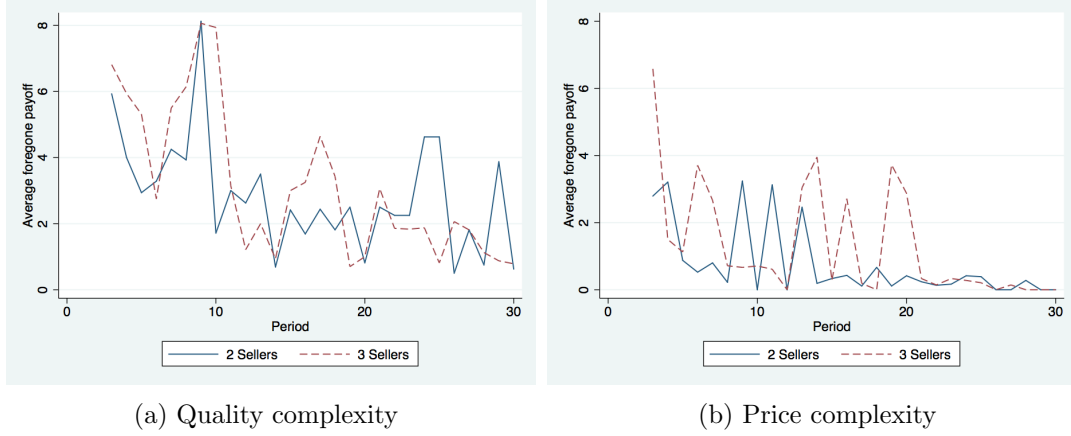 Average foregone payoff
8
6
4
2
0
0
10
20
30
Period
2 Sellers
3 Sellers
(a) Quality complexity
Average foregone payoff
8
6
4
2
0
0
10
20
30
Period
2 Sellers
3 Sellers
(b) Price complexity